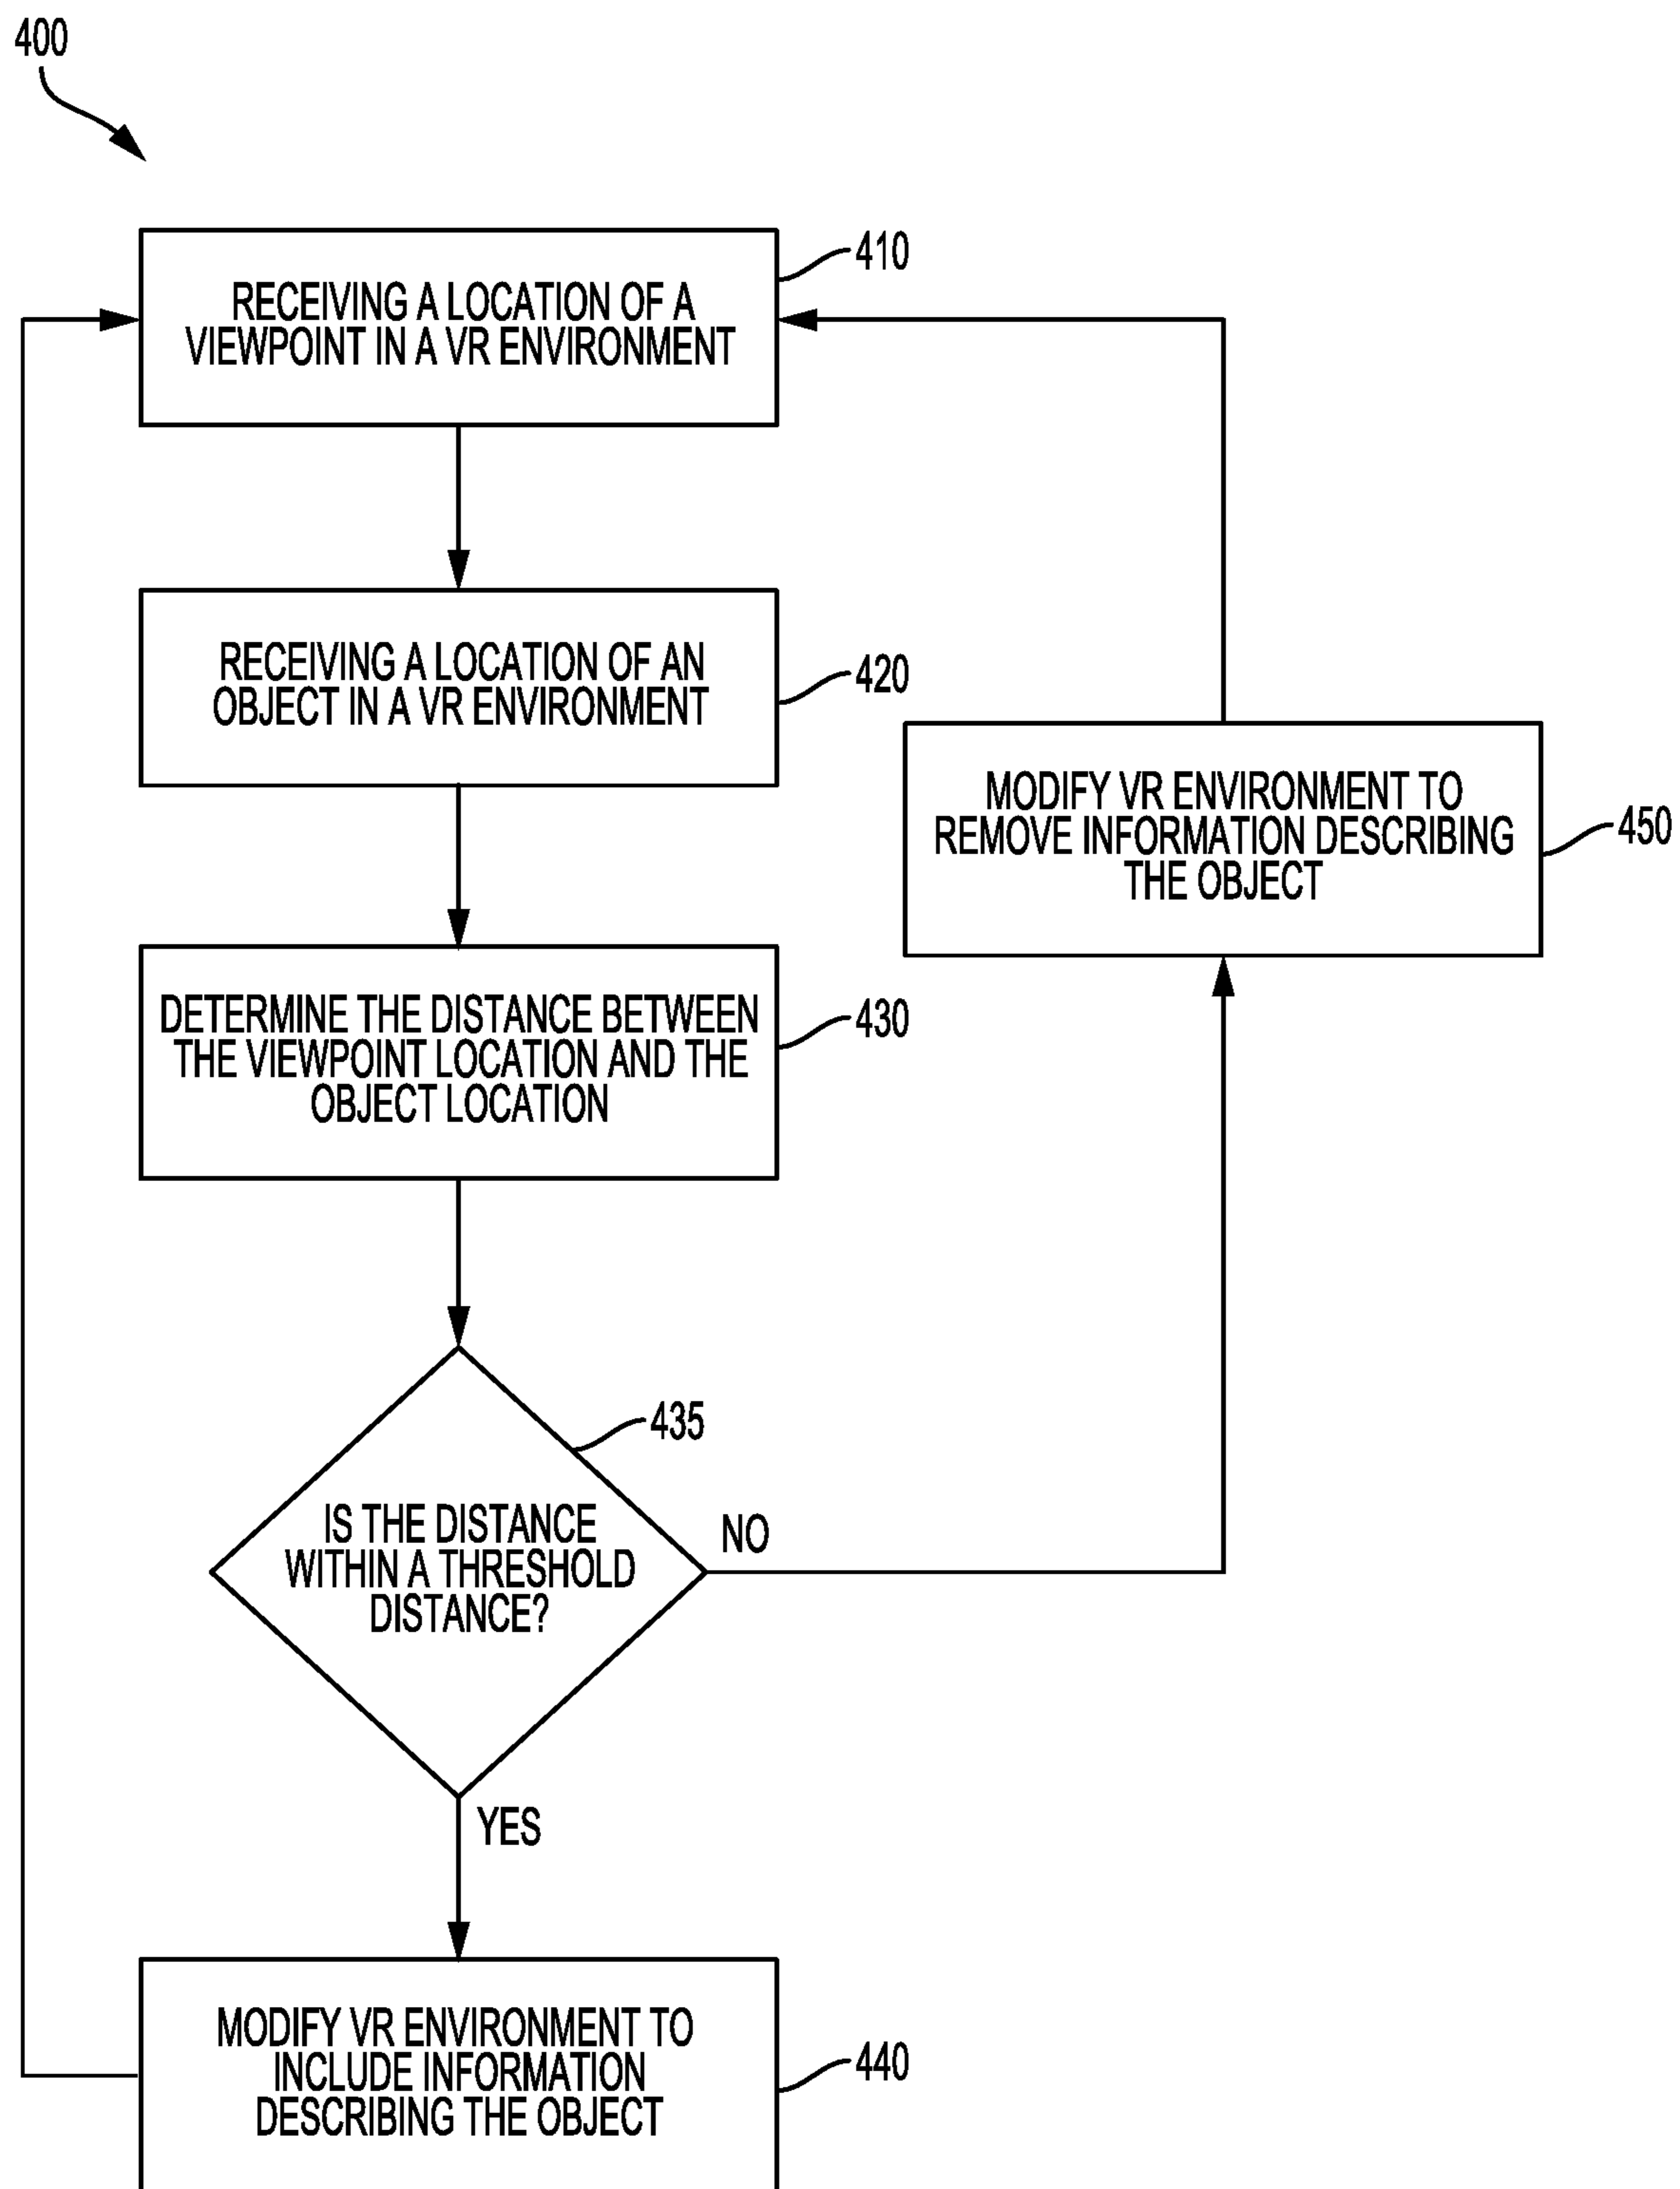 400
410
RECEIVING A LOCATION OF A
VIEWPOINT IN A VR ENVIRONMENT
420
RECEIVING A LOCATION OF AN
OBJECT IN A VR ENVIRONMENT
MODIFY VR ENVIRONMENT TO
REMOVE INFORMATION DESCRIBING
THE OBJECT
450
DETERMINE THE DISTANCE BETWEEN
THE VIEWPOINT LOCATION AND THE
OBJECT LOCATION
430
435
IS THE DISTANCE
WITHIN A THRESHOLD
DISTANCE?
NO
YES
MODIFY VR ENVIRONMENT TO
INCLUDE INFORMATION
DESCRIBING THE OBJECT
440